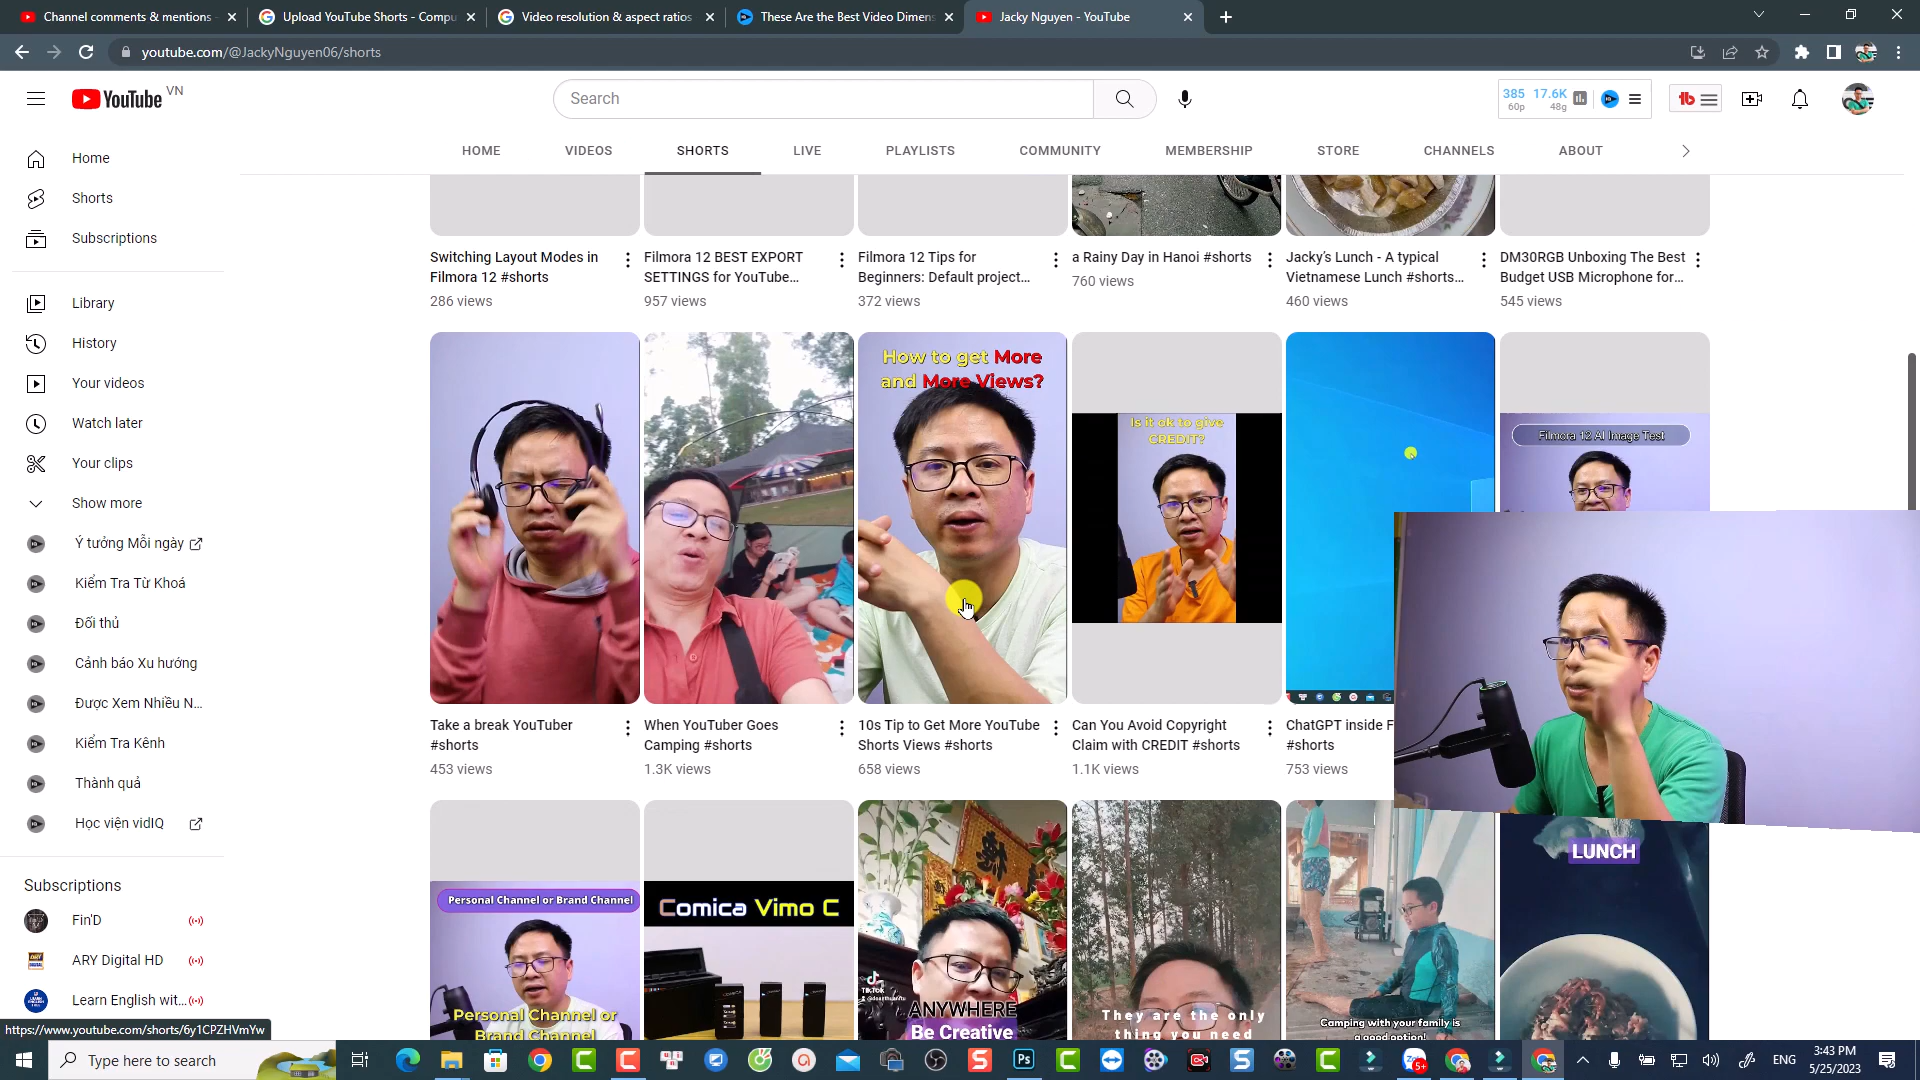 Channel comments & mentions -
Upload YouTube Shorts - Compu
Video resolution & aspect ratios
These Are the Best Video Dimens
Jacky Nguyen - YouTube
youtube.com/@JackyNguyen06/shorts
YouTube VN
Search
385 17.6K
60p 48g
HOME VIDEOS SHORTS LIVE PLAYLISTS COMMUNITY MEMBERSHIP STORE CHANNELS ABOUT
Home
Shorts
Subscriptions
Library
History
Your videos
Watch later
Your clips
Show more
Ý tưởng Mỗi ngày
Kiểm Tra Từ Khoá
Đối thủ
Cảnh báo Xu hướng
Được Xem Nhiều N...
Kiểm Tra Kênh
Thành quả
Học viện vidIQ
Subscriptions
Fin'D
ARY Digital HD
Learn English wit...
Switching Layout Modes in
Filmora 12 #shorts
286 views
Filmora 12 BEST EXPORT
SETTINGS for YouTube...
957 views
Filmora 12 Tips for
Beginners: Default project...
372 views
a Rainy Day in Hanoi #shorts
760 views
Jacky's Lunch - A typical
Vietnamese Lunch #shorts...
460 views
DM30RGB Unboxing The Best
Budget USB Microphone for...
545 views
How to get More
and More Views?
Is it ok to give
CREDIT?
Filmora 12 AI Image Test
Take a break YouTuber
#shorts
453 views
When YouTuber Goes
Camping #shorts
1.3K views
10s Tip to Get More YouTube
Shorts Views #shorts
658 views
Can You Avoid Copyright
Claim with CREDIT #shorts
1.1K views
ChatGPT inside F
#shorts
753 views
Personal Channel or Brand Channel
Personal Channel or
Brand Channel
Comica Vimo C
TikTok
ANYWHERE
Be Creative
They are the only
thing you need
Camping with your family is
a good option!
LUNCH
https://www.youtube.com/shorts/6y1CPZHVmYw
Type here to search
Ps
5+
ENG
3:43 PM
5/25/2023